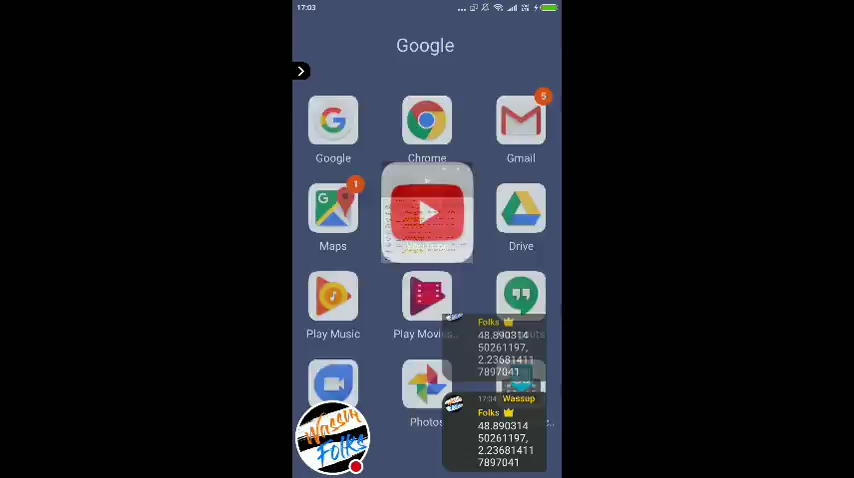 17:03
Google
5
Google
Chrome
Gmail
1
Maps
Drive
Play Music
Play Movies..
Photos
Folks
48.890314
50261197,
2.23681411
7897041
17:04 Wassup
Folks
48.890314
50261197,
2.23681411
7897041
Wassup
Folks